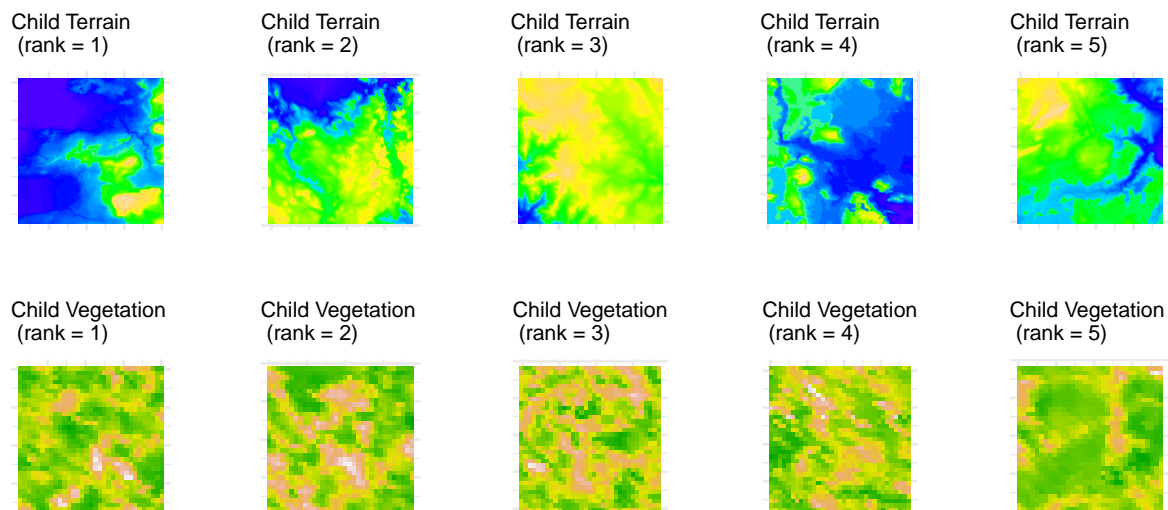 Child Terrain
(rank = 1)
Child Terrain
(rank = 2)
Child Terrain
(rank = 3)
Child Terrain
(rank = 4)
Child Terrain
(rank = 5)
Child Vegetation
(rank = 1)
Child Vegetation
(rank = 2)
Child Vegetation
(rank = 3)
Child Vegetation
(rank = 4)
Child Vegetation
(rank = 5)